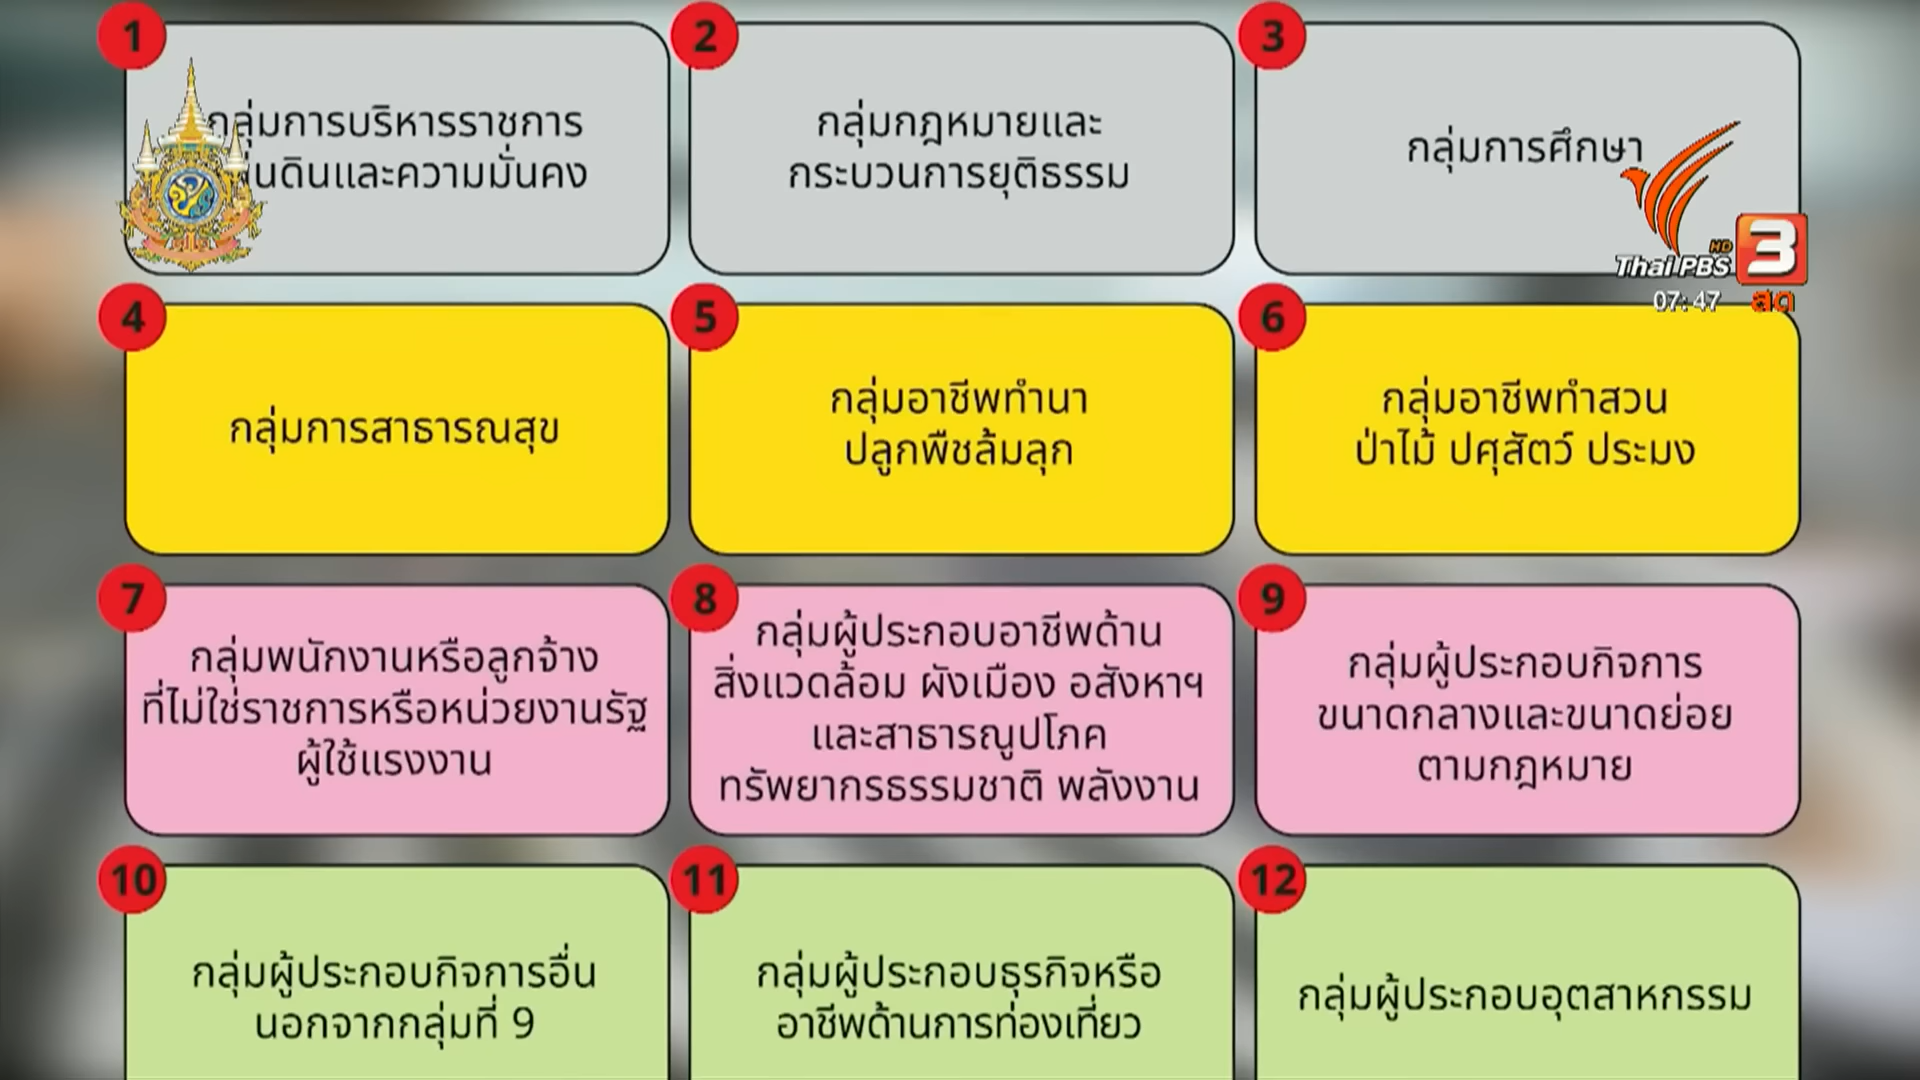 1
กลุ่มการบริหารราชการ
นดินและความมั่นคง
2
กลุ่มกฎหมายและ
กระบวนการยุติธรรม
3
กลุ่มการศึกษา
HD
Thai PBS
3
07:47
สด
4
กลุ่มการสาธารณสุข
5
กลุ่มอาชีพทำนา
ปลูกพืชล้มลุก
6
กลุ่มอาชีพทำสวน
ป่าไม้ ปศุสัตว์ ประมง
7
กลุ่มพนักงานหรือลูกจ้าง
ที่ไม่ใช่ราชการหรือหน่วยงานรัฐ
ผู้ใช้แรงงาน
8
กลุ่มผู้ประกอบอาชีพด้าน
สิ่งแวดล้อม ผังเมือง อสังหาฯ
และสาธารณูปโภค
ทรัพยากรธรรมชาติ พลังงาน
9
กลุ่มผู้ประกอบกิจการ
ขนาดกลางและขนาดย่อย
ตามกฎหมาย
10
กลุ่มผู้ประกอบกิจการอื่น
นอกจากกลุ่มที่ 9
11
กลุ่มผู้ประกอบธุรกิจหรือ
อาชีพด้านการท่องเที่ยว
12
กลุ่มผู้ประกอบอุตสาหกรรม